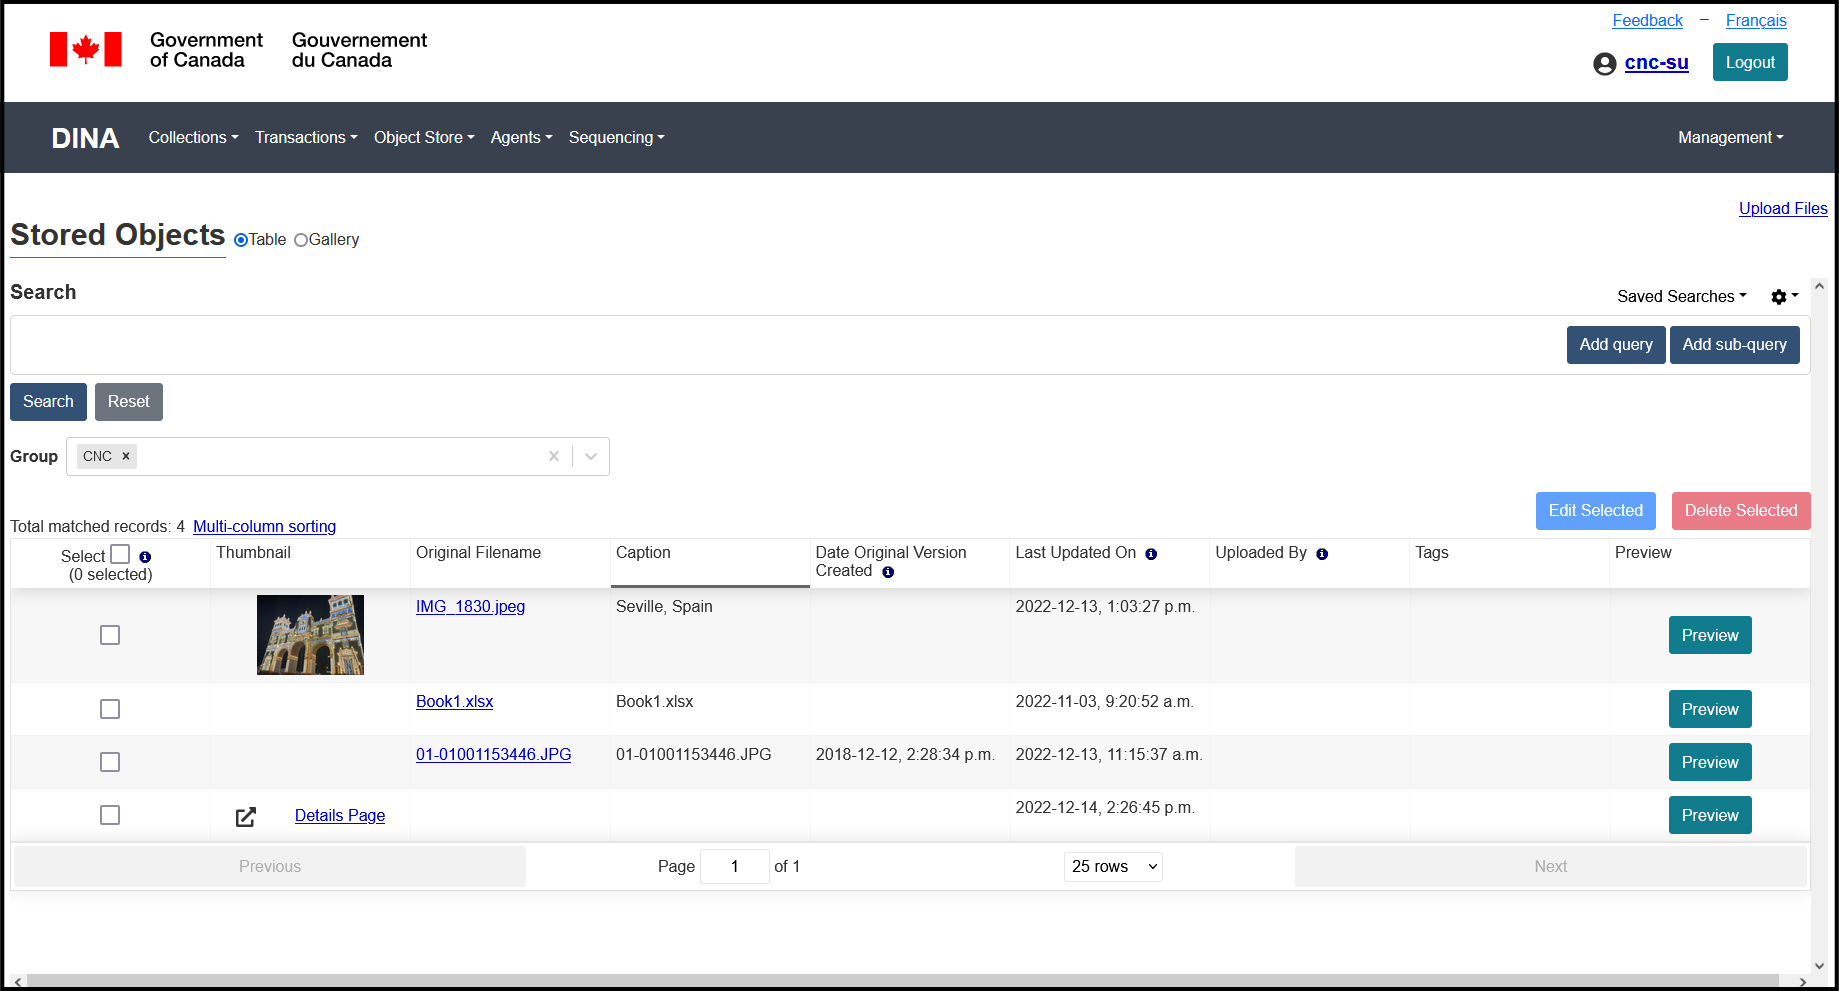 Feedback – Français
Government of Canada
Gouvernement du Canada
cnc-su
Logout
DINA Collections Transactions Object Store Agents Sequencing Management
Upload Files
Stored Objects Table Gallery
Search
Saved Searches
Add query Add sub-query
Search Reset
Group CNC ×
Edit Selected Delete Selected
Total matched records: 4 Multi-column sorting
Select (0 selected) Thumbnail Original Filename Caption Date Original Version Created Last Updated On Uploaded By Tags Preview
IMG_1830.jpeg Seville, Spain 2022-12-13, 1:03:27 p.m. Preview
Book1.xlsx Book1.xlsx 2022-11-03, 9:20:52 a.m. Preview
01-01001153446.JPG 01-01001153446.JPG 2018-12-12, 2:28:34 p.m. 2022-12-13, 11:15:37 a.m. Preview
Details Page 2022-12-14, 2:26:45 p.m. Preview
Previous Page 1 of 1 25 rows Next